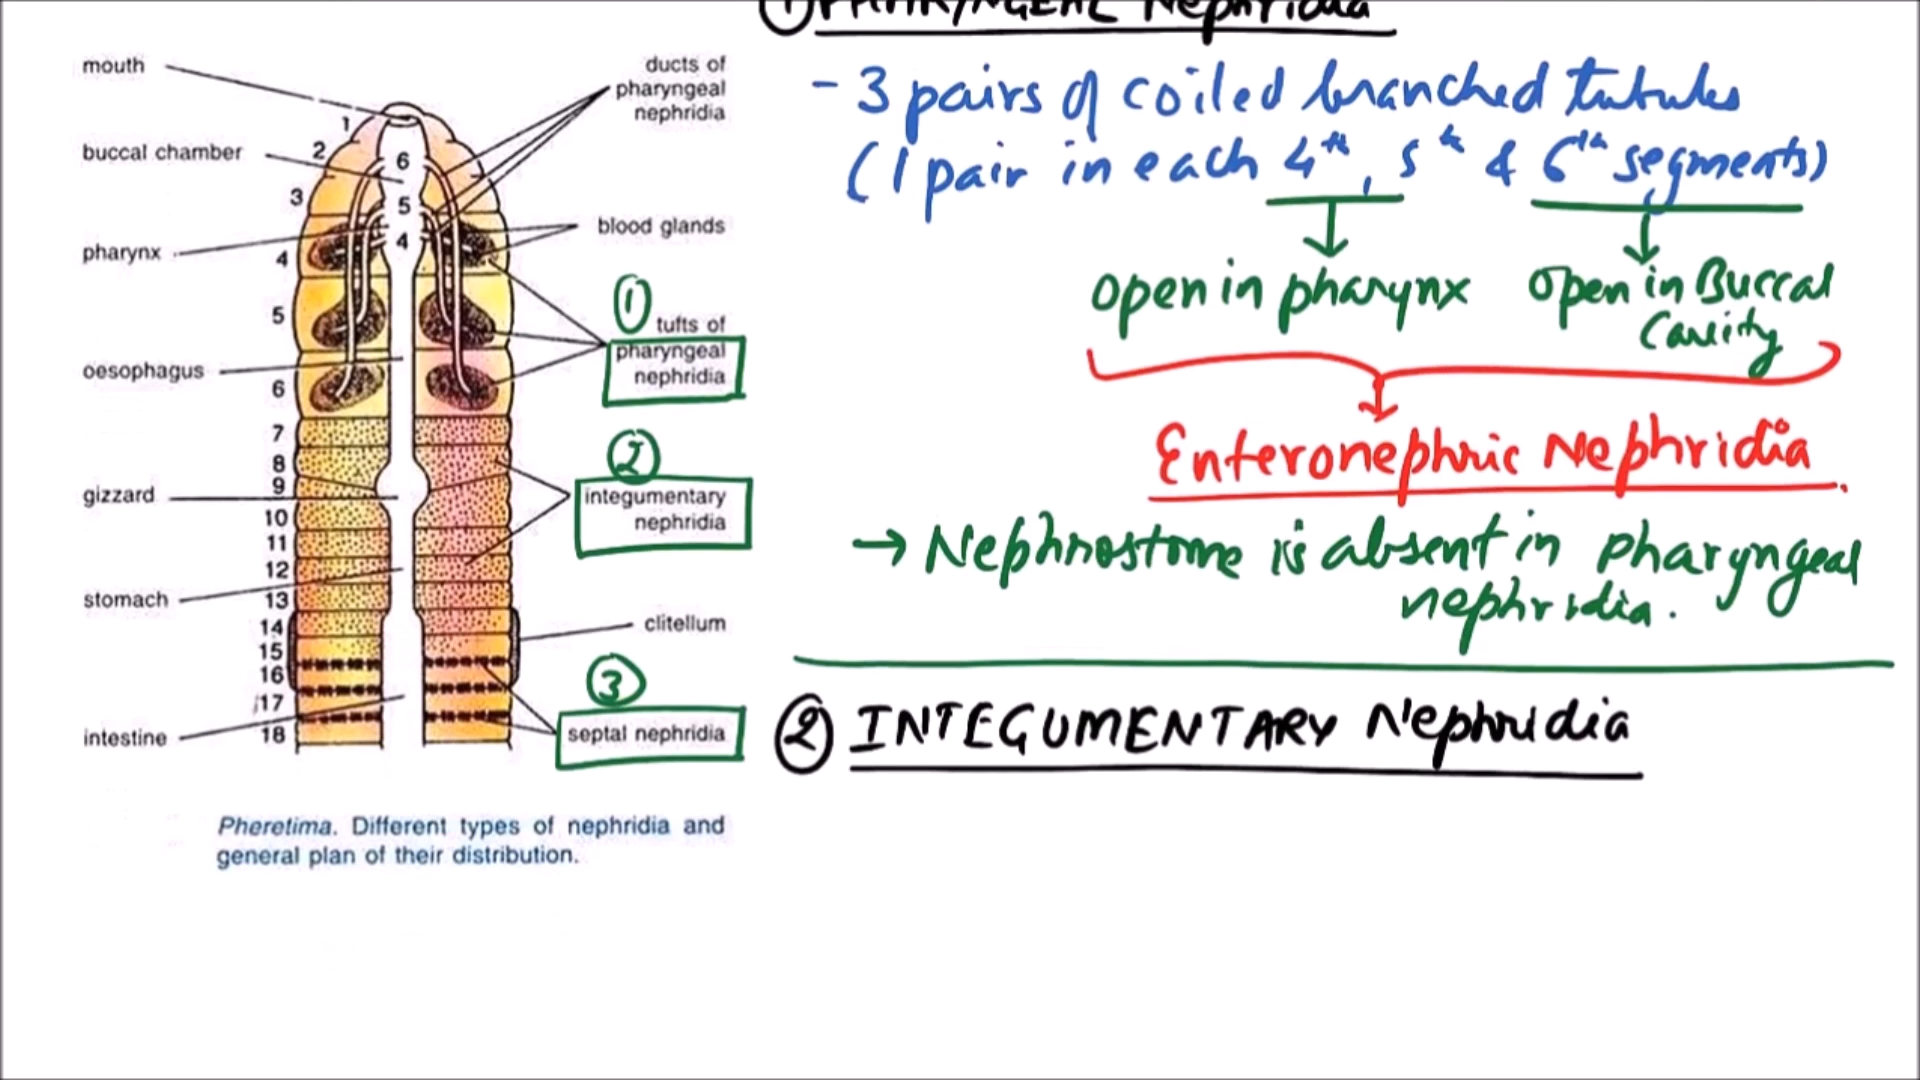 mouth
buccal chamber
pharynx
oesophagus
gizzard
stomach
intestine
1
2
3
4
5
6
7
8
9
10
11
12
13
14
15
16
17
18
6
5
4
ducts of
pharyngeal
nephridia
blood glands
①
tufts of
pharyngeal
nephridia
②
integumentary
nephridia
clitellum
③
septal nephridia
Pheretima. Different types of nephridia and
general plan of their distribution.
① PHARYNGEAL Nephridia
- 3 pairs of coiled branched tubules
(1 pair in each 4th, 5th & 6th segments)
open in pharynx
open in Buccal
Cavity
Enteronephric Nephridia.
→ Nephrostome is absent in pharyngeal
nephridia.
② INTEGUMENTARY Nephridia